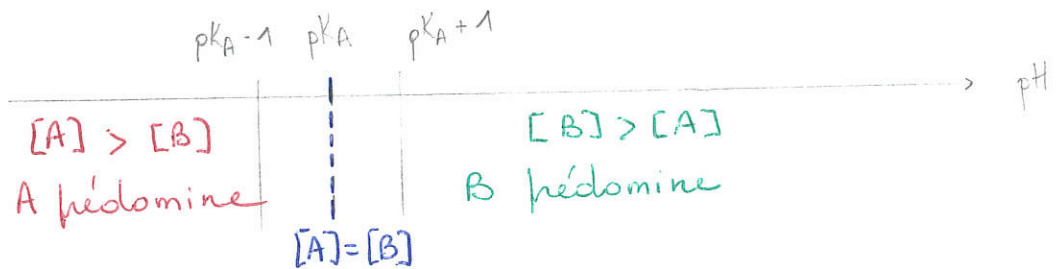 pKA - 1 pKA pKA + 1
pH
[A] > [B] [B] > [A]
A prédomine B prédomine
[A] = [B]